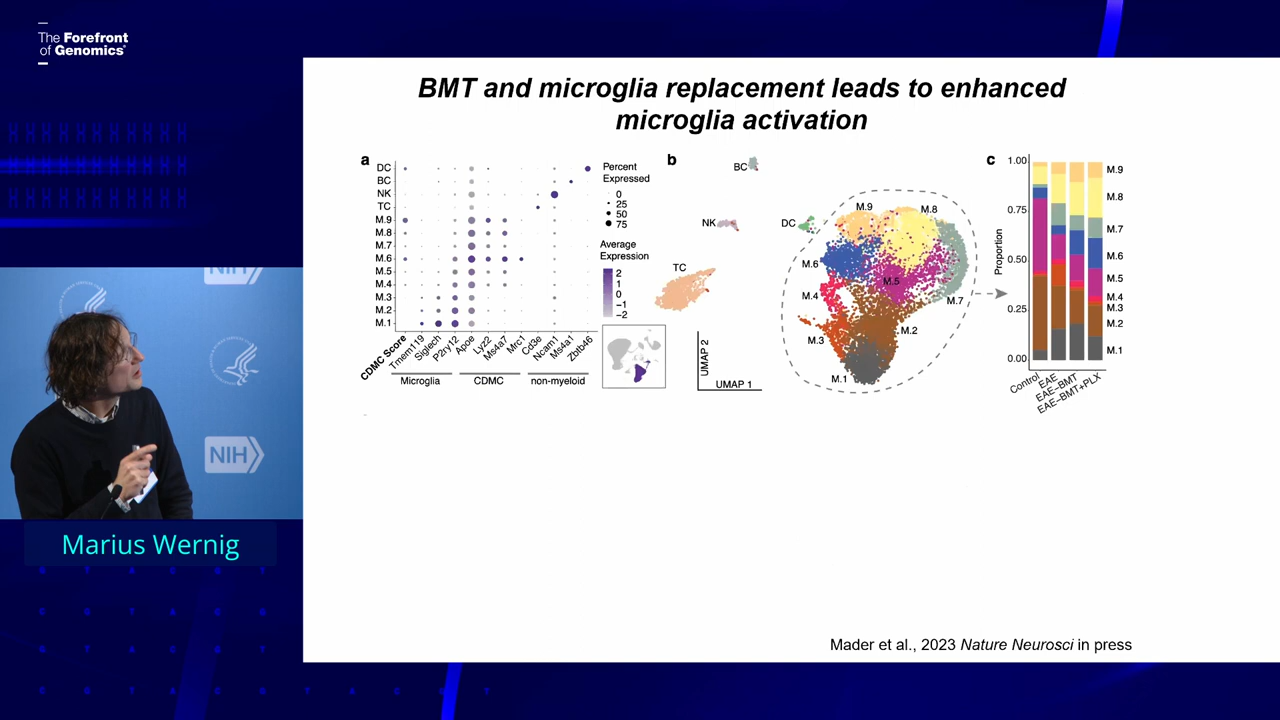 The Forefront
of Genomics
BMT and microglia replacement leads to enhanced
microglia activation
a
DC
BC
NK
TC
M.9
M.8
M.7
M.6
M.5
M.4
M.3
M.2
M.1
CDMC Score
Tmem119
Siglech
P2ry12
Apoe
Lyz2
Ms4a7
Mrc1
Cd3e
Ncam1
Ms4a1
Zbtb46
Microglia
CDMC
non-myeloid
Percent
Expressed
0
25
50
75
Average
Expression
2
1
0
−1
−2
b
BC
NK
DC
TC
M.9
M.8
M.6
M.5
M.4
M.7
M.3
M.2
M.1
UMAP 2
UMAP 1
c
Proportion
1.00
0.75
0.50
0.25
0.00
M.9
M.8
M.7
M.6
M.5
M.4
M.3
M.2
M.1
Control
EAE
EAE−BMT
EAE−BMT+PLX
NIH
NIH
Marius Wernig
Mader et al., 2023 Nature Neurosci in press